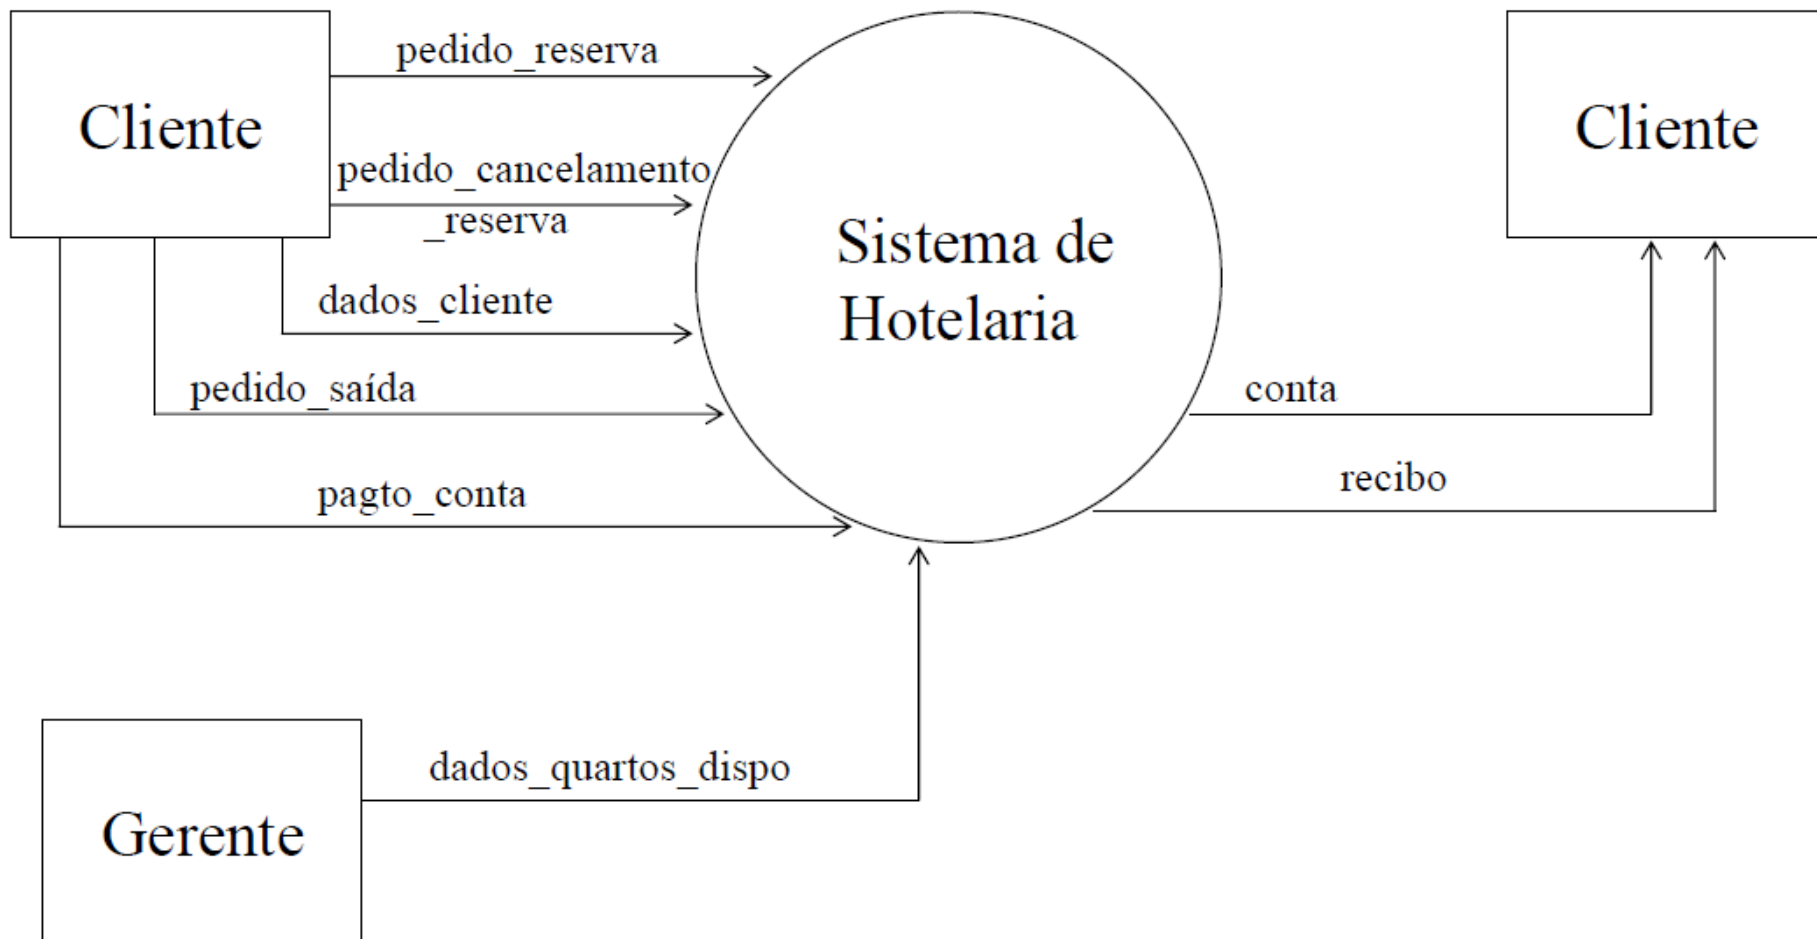 pedido_reserva
Cliente
Cliente
pedido_cancelamento
_reserva
Sistema de
Hotelaria
dados_cliente
pedido_saída
conta
recibo
pagto_conta
dados_quartos_dispo
Gerente